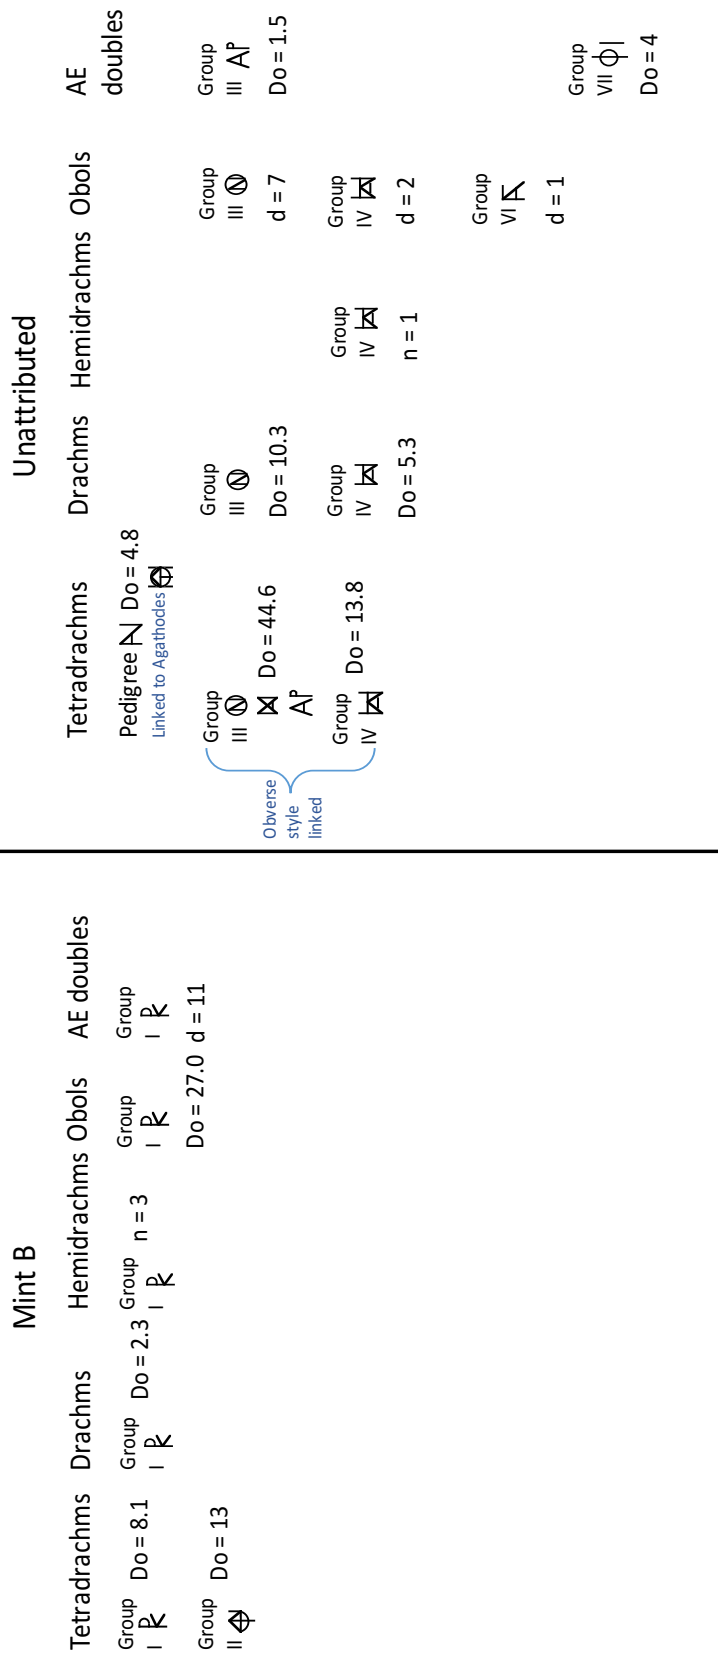 Mint B
Tetradrachms Drachms Hemidrachms Obols AE doubles
Group
I
Do = 8.1
Group
I
Do = 2.3
Group
I
n = 3
Group
I
Group
I
Do = 27.0 d = 11
Group
II
Do = 13
Unattributed
Tetradrachms Drachms Hemidrachms Obols AE
doubles
Pedigree Do = 4.8
Linked to Agathodes
Obverse
style
linked
Group
III
Do = 44.6
Group
III
Do = 10.3
Group
III
d = 7
Group
III
Do = 1.5
Group
IV
Do = 13.8
Group
IV
Do = 5.3
Group
IV
n = 1
Group
IV
d = 2
Group
VI
d = 1
Group
VII
Do = 4